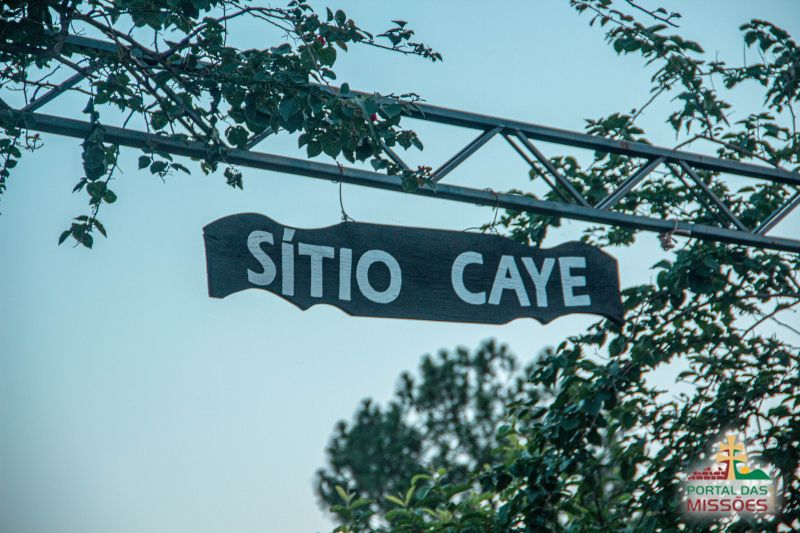 SÍTIO CAYE
PORTAL DAS
MISSÕES